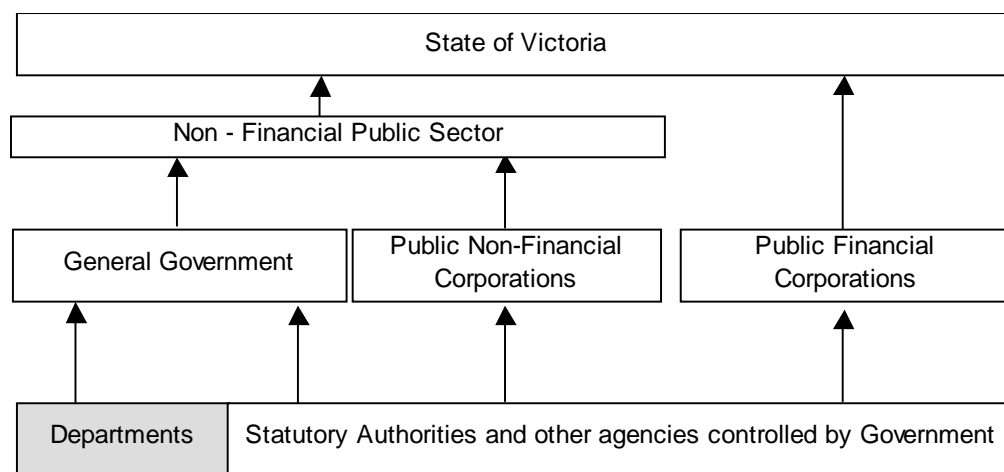 State of Victoria
Non - Financial Public Sector
General Government
Public Non-Financial
Corporations
Public Financial
Corporations
Departments
Statutory Authorities and other agencies controlled by Government